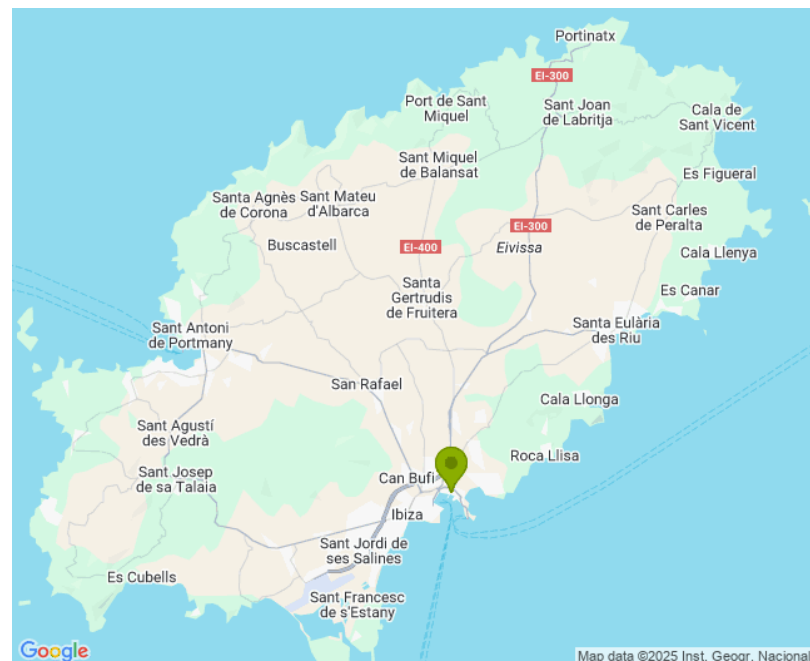 Portinatx
EI-300
Port de Sant
Miquel
Sant Joan
de Labritja
Cala de
Sant Vicent
Sant Miquel
de Balansat
Es Figueral
Santa Agnès
de Corona
Sant Mateu
d'Albarca
Sant Carles
de Peralta
EI-300
Buscastell
EI-400
Eivissa
Cala Llenya
Santa
Gertrudis
de Fruitera
Es Canar
Sant Antoni
de Portmany
Santa Eulària
des Riu
San Rafael
Cala Llonga
Sant Agustí
des Vedrà
Roca Llisa
Sant Josep
de sa Talaia
Can Bufí
Ibiza
Sant Jordi de
ses Salines
Es Cubells
Sant Francesc
de s'Estany
Google
Map data ©2025 Inst. Geogr. Nacional